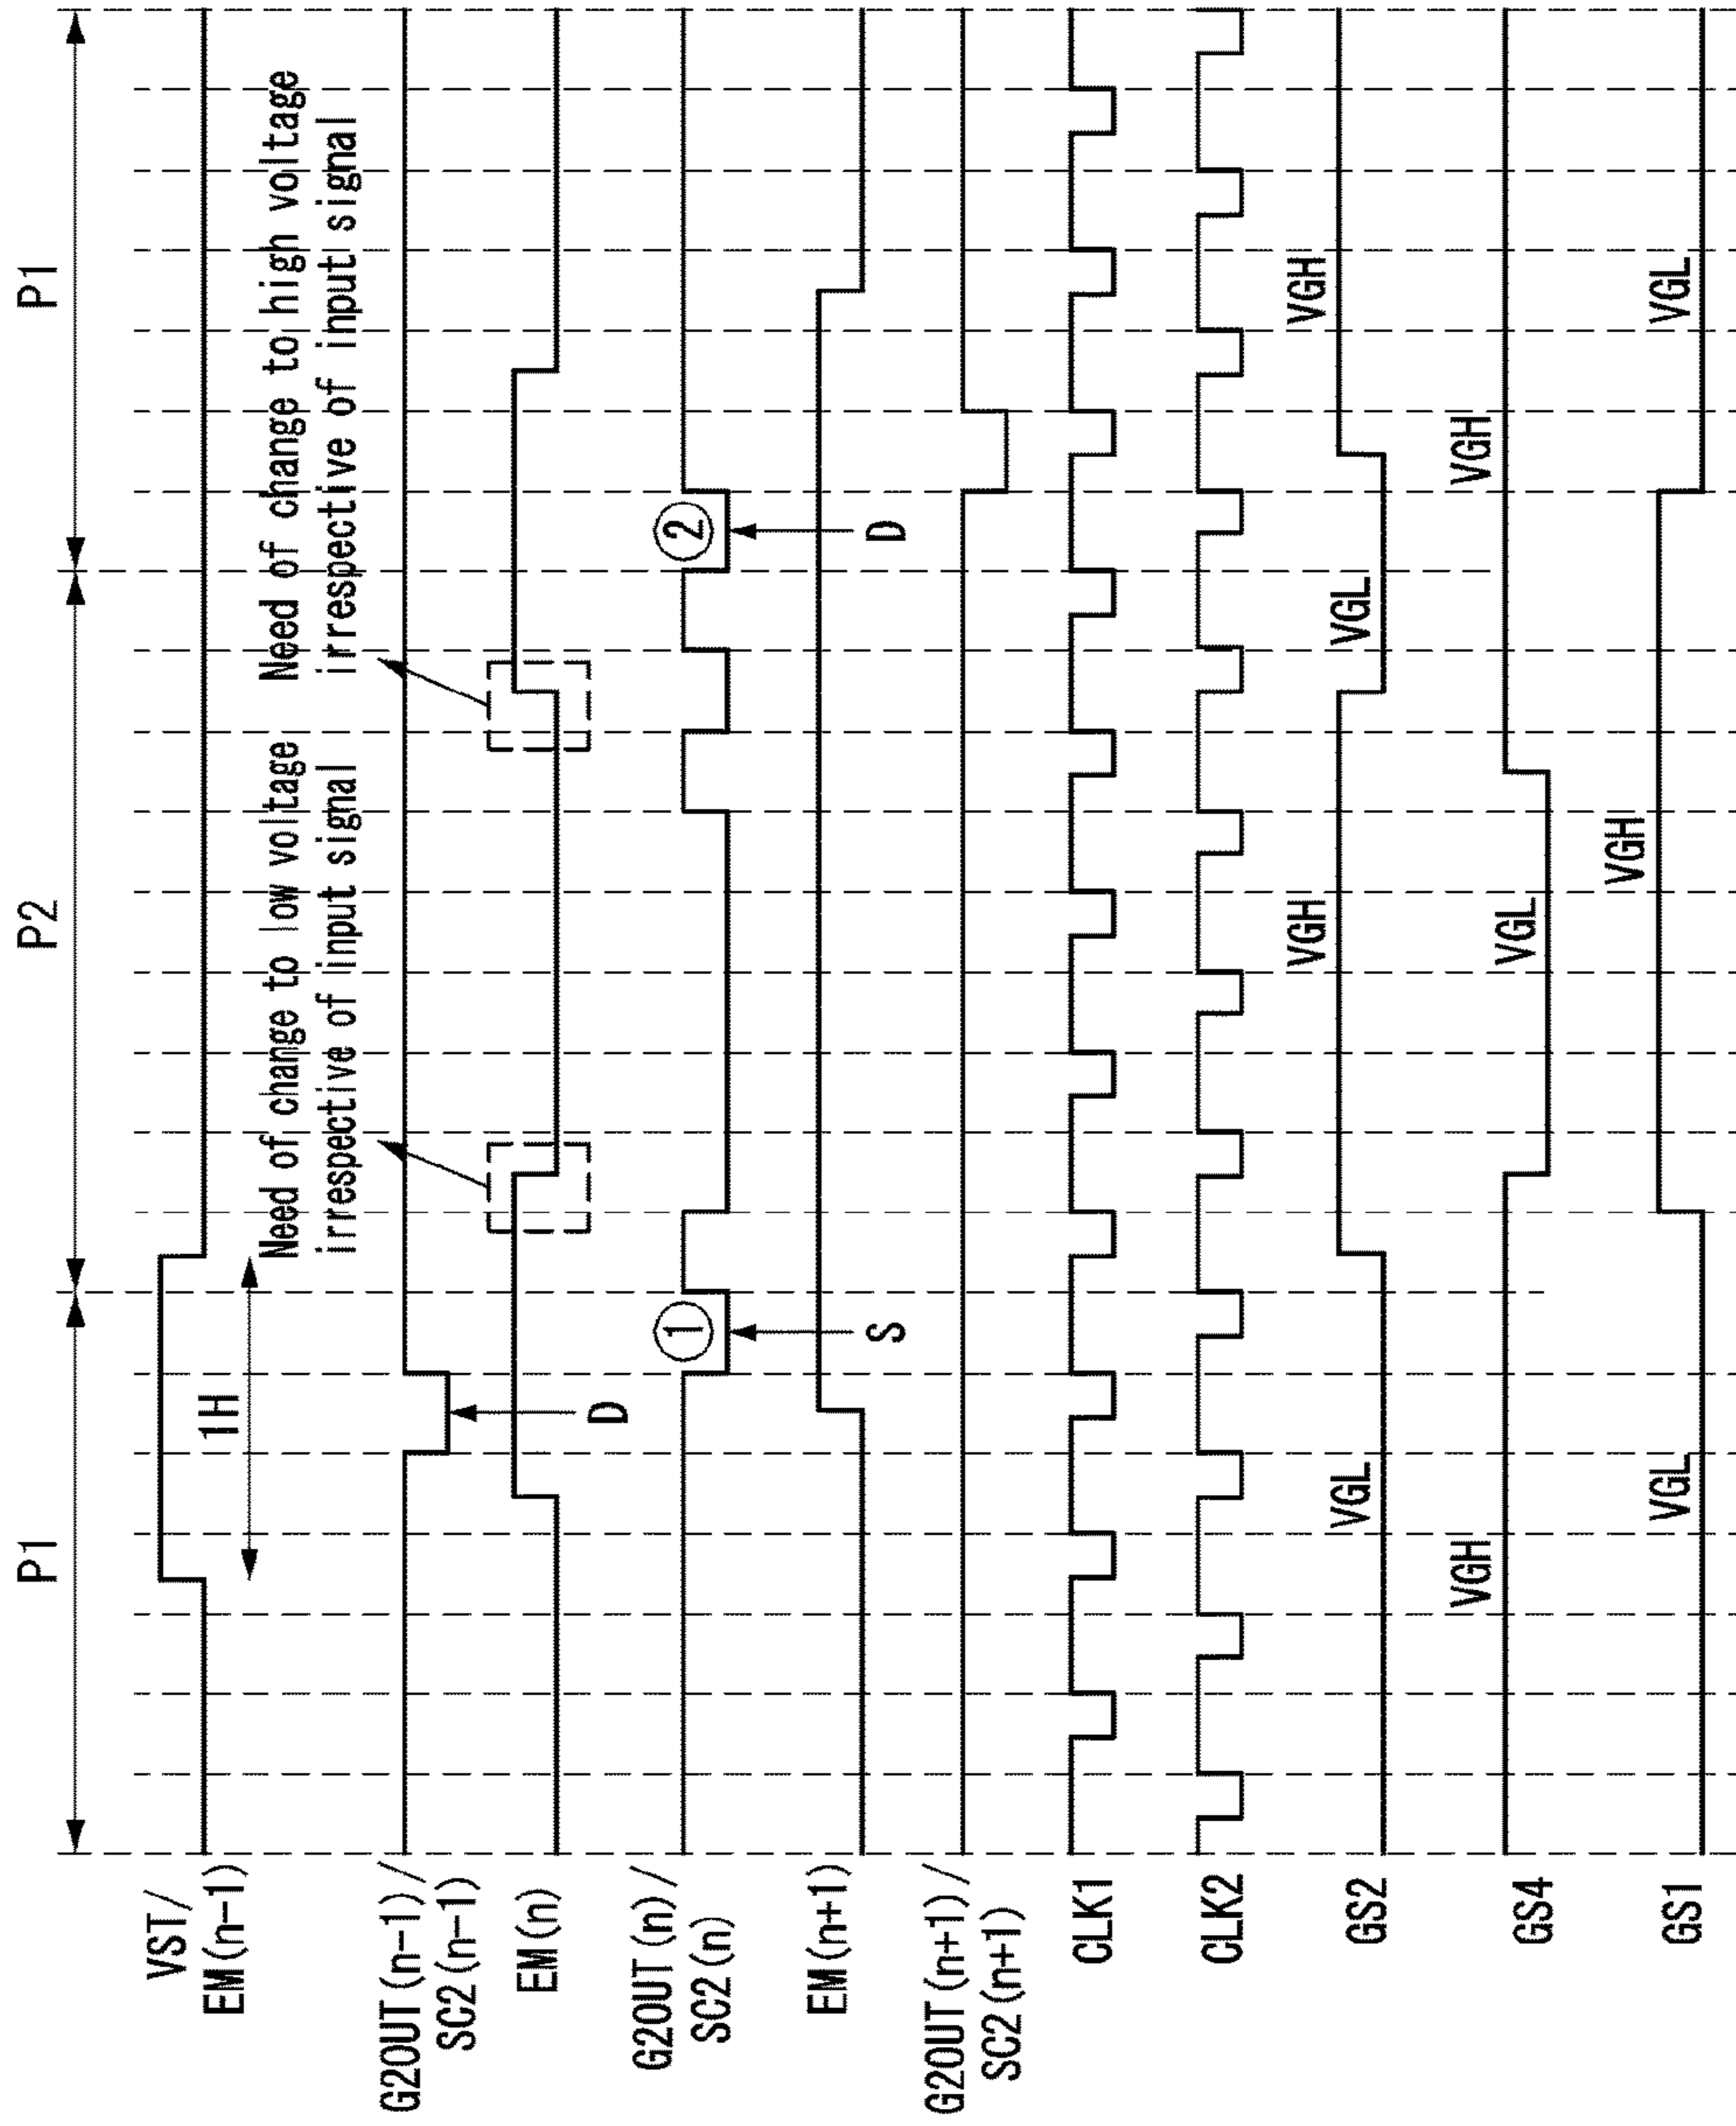 P1
P2
P1
VST/
EM(n-1)
1H
Need of change to low voltage
irrespective of input signal
Need of change to high voltage
irrespective of input signal
G2OUT(n-1)/
SC2(n-1)
D
EM(n)
G2OUT(n)/
SC2(n)
1
S
2
D
EM(n+1)
G2OUT(n+1)/
SC2(n+1)
CLK1
CLK2
GS2
VGL
VGH
VGL
VGH
GS4
VGH
VGL
VGH
GS1
VGL
VGH
VGL